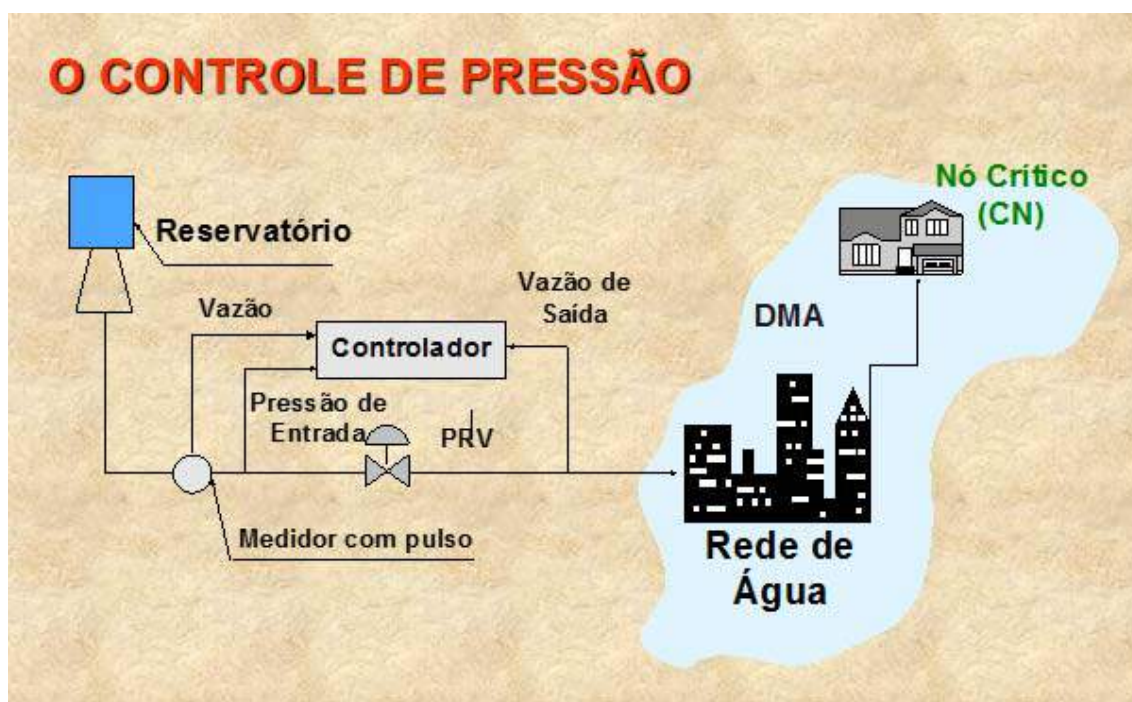 O CONTROLE DE PRESSÃO
Nó Crítico
(CN)
Reservatório
Vazão
Vazão de
Saída
DMA
Controlador
Pressão de
Entrada
PRV
Medidor com pulso
Rede de
Água